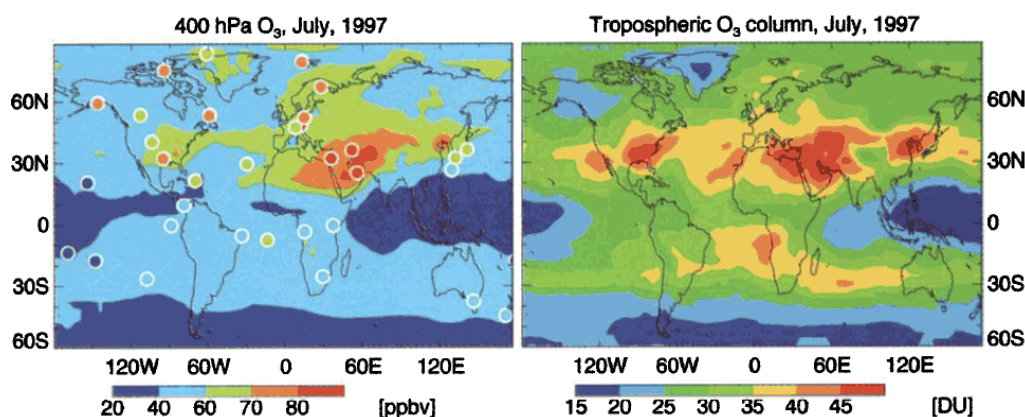 400 hPa O3, July, 1997
Tropospheric O3 column, July, 1997
60N
30N
0
30S
60S
60N
30N
0
30S
60S
120W 60W 0 60E 120E
120W 60W 0 60E 120E
20 40 60 70 80 [ppbv]
15 20 25 30 35 40 45 [DU]